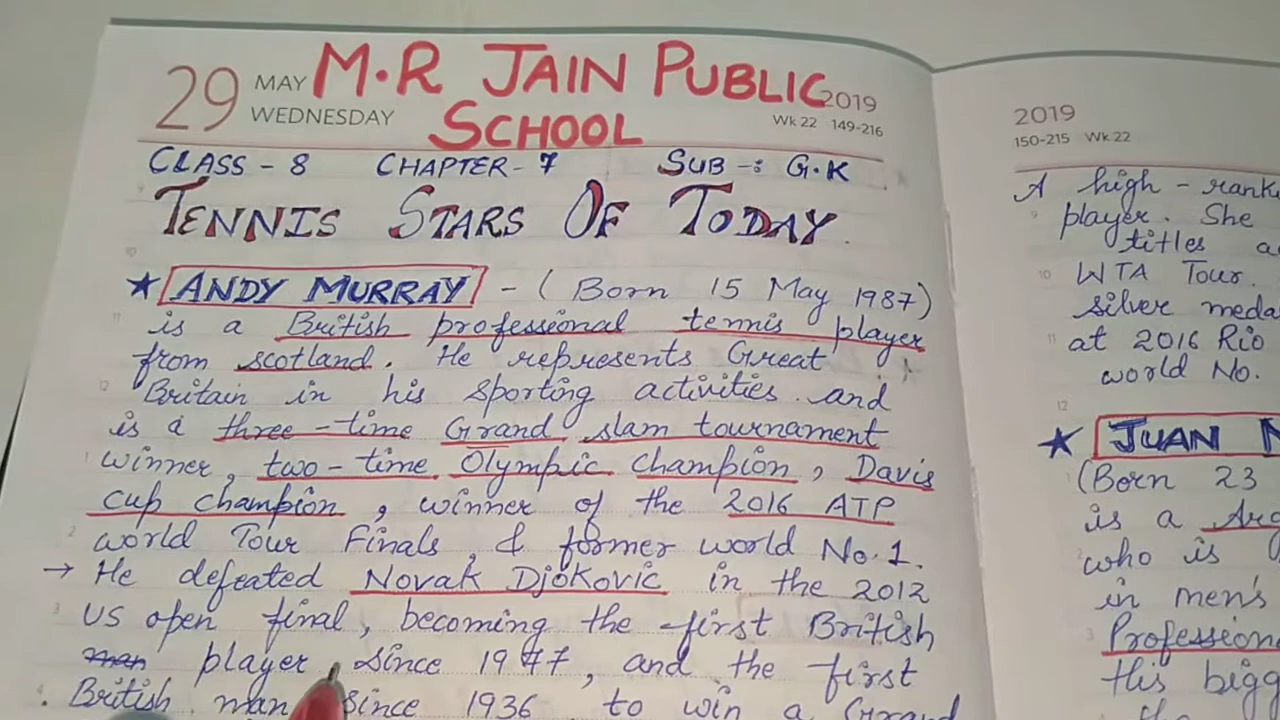 29 MAY WEDNESDAY
M.R JAIN PUBLIC SCHOOL
2019
Wk 22 149-216
CLASS - 8 CHAPTER - 7 SUB -: G.K
TENNIS STARS OF TODAY.
★ ANDY MURRAY - (Born 15 May 1987)
is a British professional tennis player
from scotland. He represents Great
Britain in his sporting activities and
is a three-time Grand slam tournament
winner, two-time Olympic champion, Davis
cup champion, winner of the 2016 ATP
world Tour Finals, & former world No.1.
→ He defeated Novak Djokovic in the 2012
US open final, becoming the first British
man player since 1977, and the first
British man since 1936 to win a Grand
2019
150-215 Wk 22
A high-rank
player. She
titles
WTA Tour.
silver meda
at 2016 Rio
world No.
★ JUAN
(Born 23
is a Arg
who is
in men's
Profession
His bigg